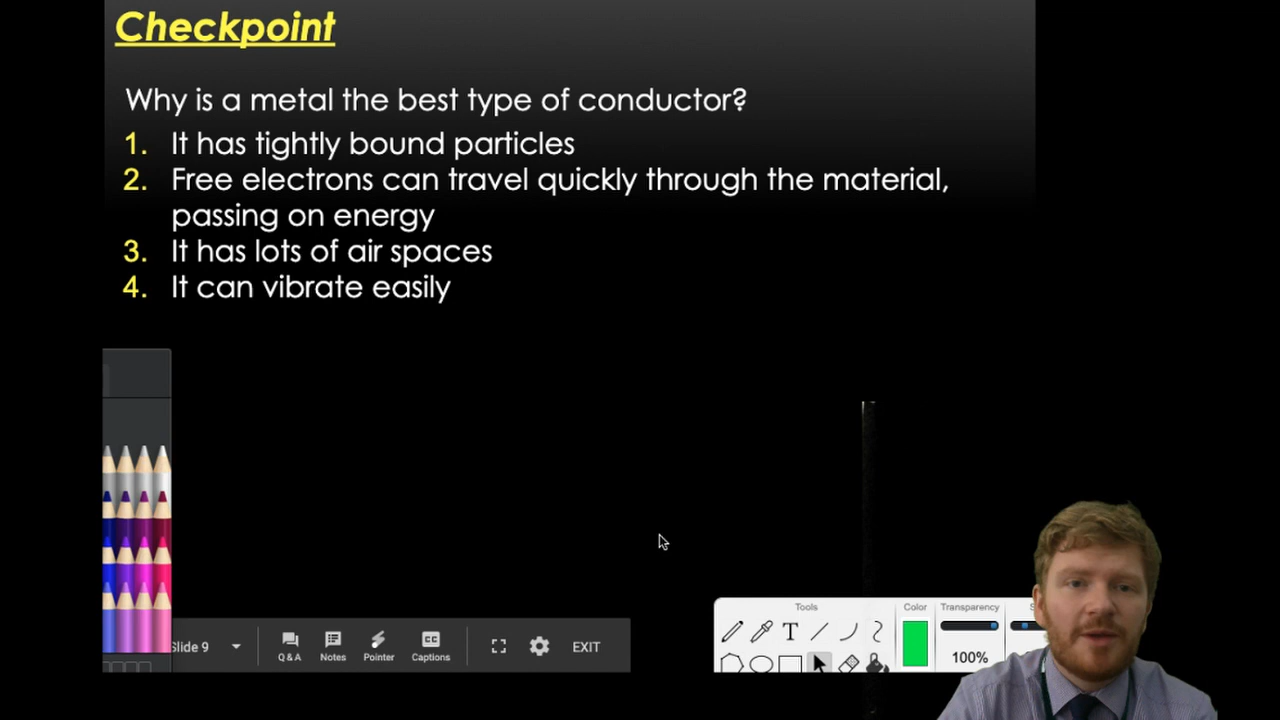 Checkpoint
Why is a metal the best type of conductor?
1. It has tightly bound particles
2. Free electrons can travel quickly through the material,
passing on energy
3. It has lots of air spaces
4. It can vibrate easily
Slide 9
Q & A Notes Pointer Captions EXIT
CC
Tools Color Transparency
T
100%